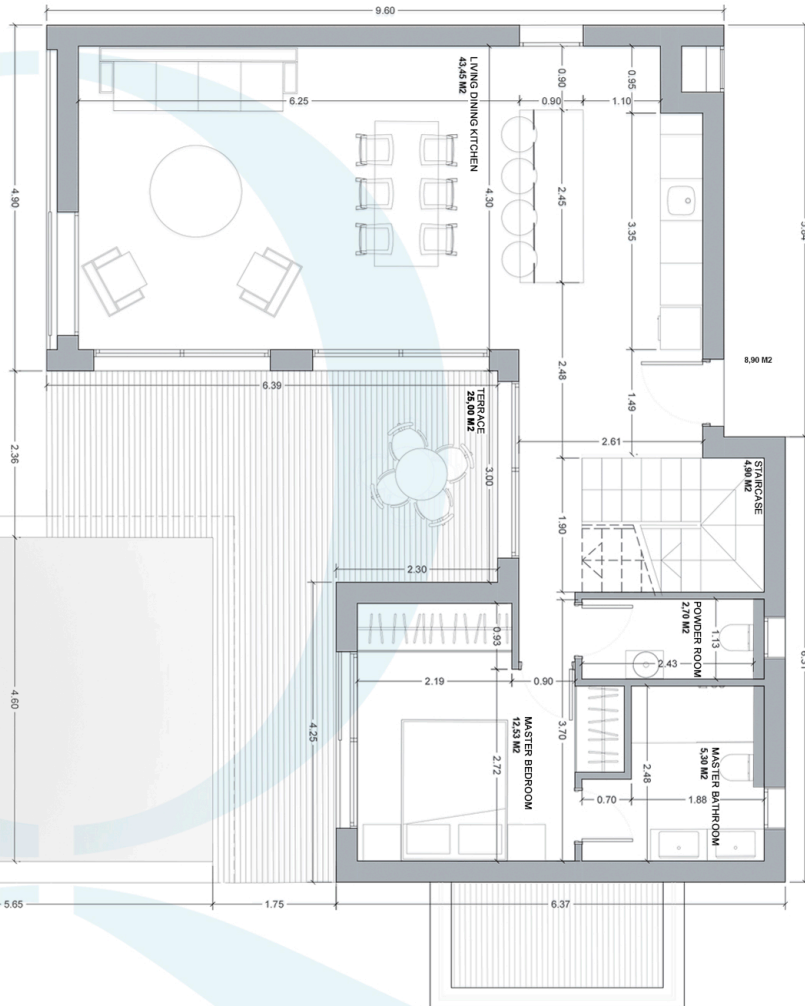 9.60
4.90
6.25
0.90
0.90
0.95
1.10
LIVING DINING KITCHEN
43,45 M2
4.30
2.45
3.35
8,90 M2
6.39
TERRACE
25,00 M2
2.48
1.49
2.61
2.36
3.00
STAIRCASE
4,90 M2
1.90
2.30
0.93
POWDER ROOM
2,70 M2
1.13
2.43
2.19
0.90
4.60
4.25
3.70
MASTER BEDROOM
12,53 M2
2.72
2.48
MASTER BATHROOM
5,30 M2
0.70
1.88
5.65
1.75
6.37